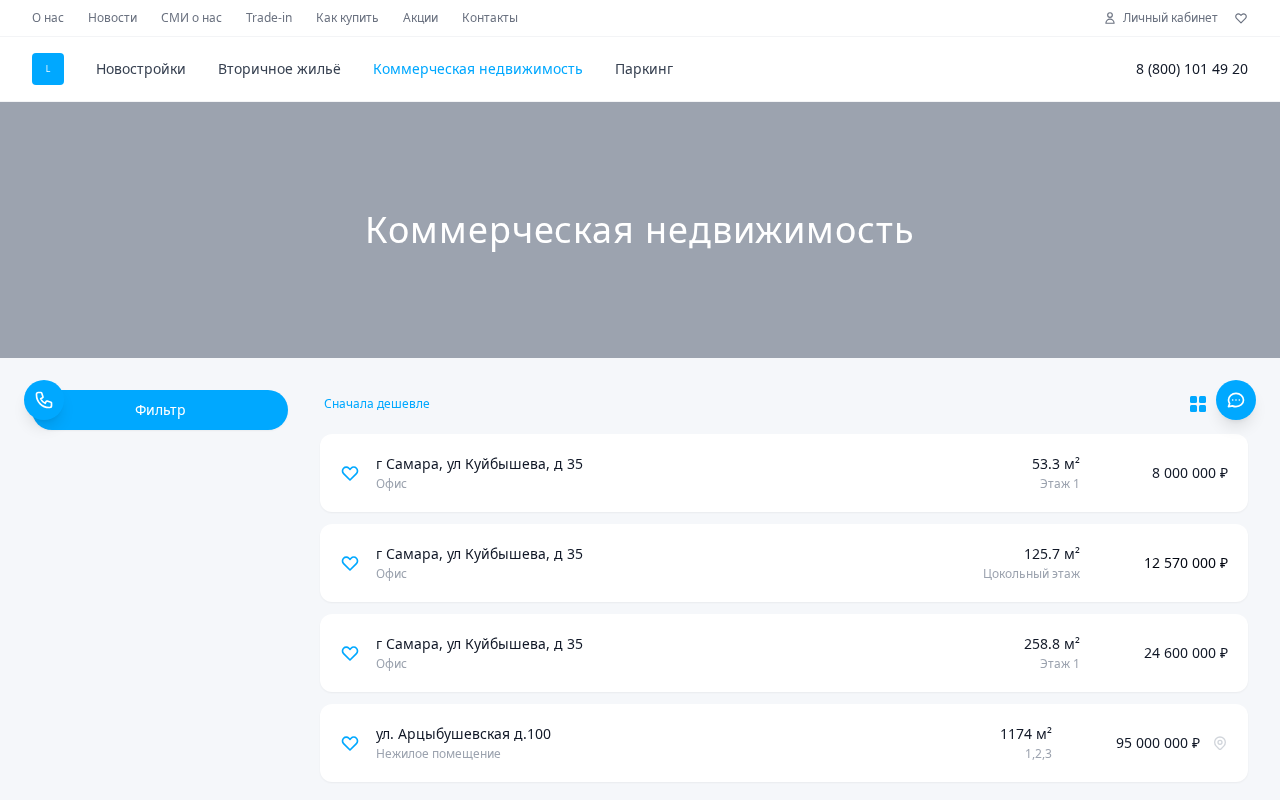 О нас Новости СМИ о нас Trade-in Как купить Акции Контакты Личный кабинет
L Новостройки Вторичное жильё Коммерческая недвижимость Паркинг 8 (800) 101 49 20
Коммерческая недвижимость
Фильтр
Сначала дешевле
г Самара, ул Куйбышева, д 35 53.3 м² 8 000 000 ₽
Офис Этаж 1
г Самара, ул Куйбышева, д 35 125.7 м² 12 570 000 ₽
Офис Цокольный этаж
г Самара, ул Куйбышева, д 35 258.8 м² 24 600 000 ₽
Офис Этаж 1
ул. Арцыбушевская д.100 1174 м² 95 000 000 ₽
Нежилое помещение 1,2,3